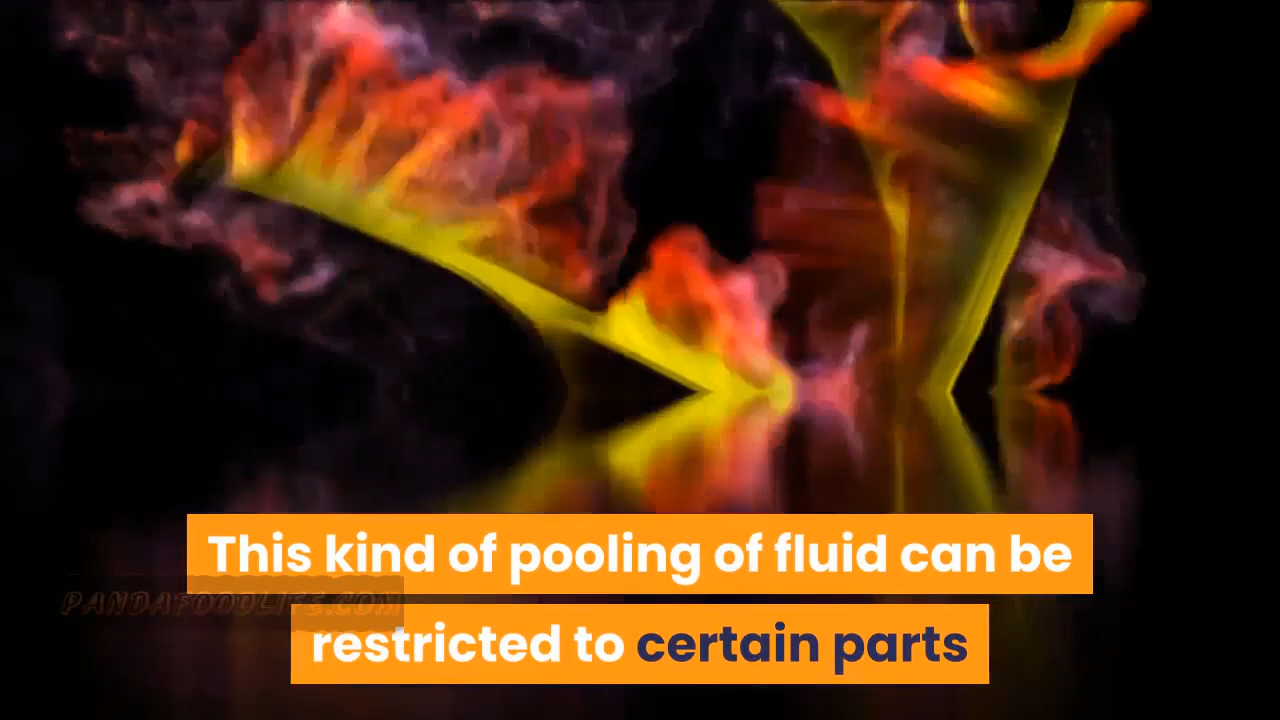 This kind of pooling of fluid can be
PANDAFOODLIFE.COM
restricted to certain parts